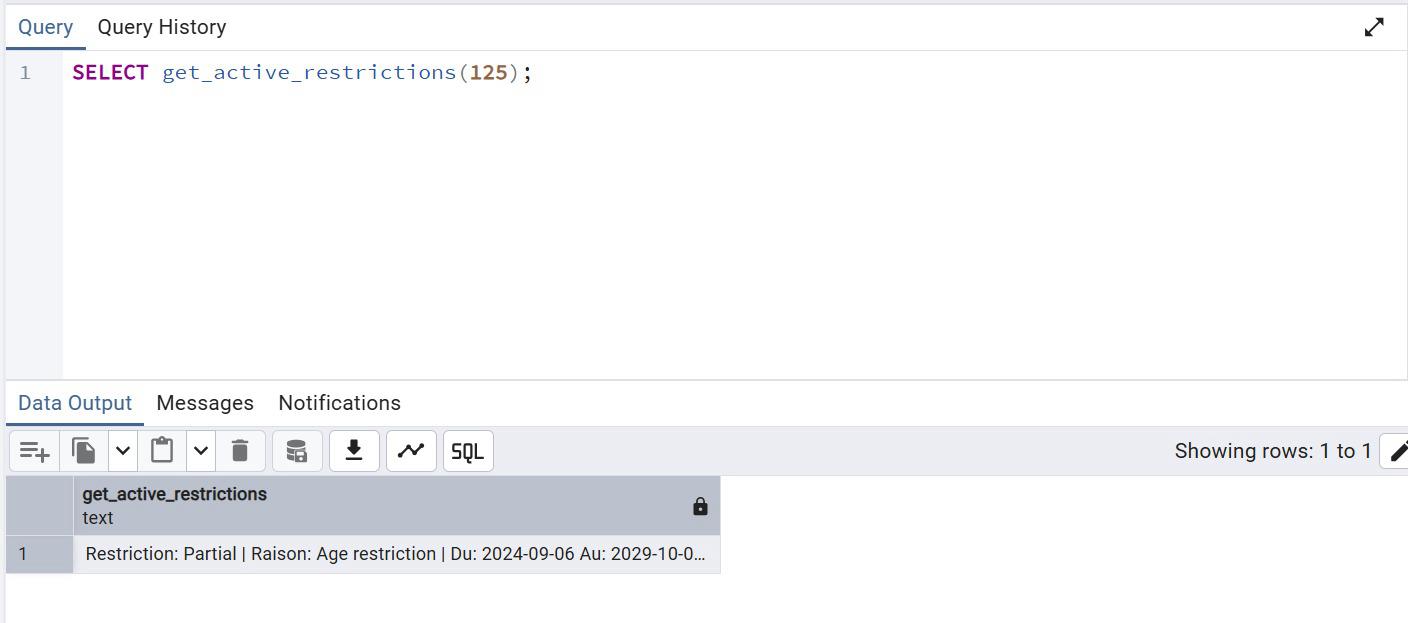 Query Query History
1 SELECT get_active_restrictions(125);
Data Output Messages Notifications
SQL Showing rows: 1 to 1
get_active_restrictions
text
1 Restriction: Partial | Raison: Age restriction | Du: 2024-09-06 Au: 2029-10-0...